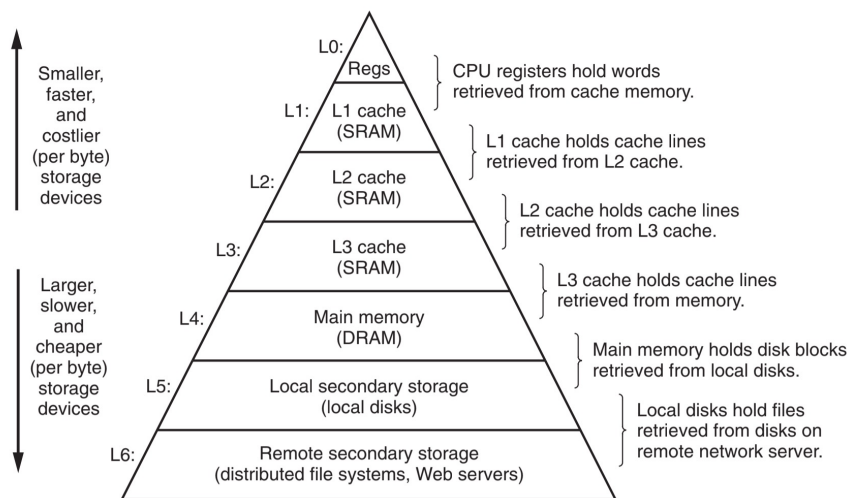 Smaller,
faster,
and
costlier
(per byte)
storage
devices
Larger,
slower,
and
cheaper
(per byte)
storage
devices
L0:
Regs
CPU registers hold words
retrieved from cache memory.
L1:
L1 cache
(SRAM)
L1 cache holds cache lines
retrieved from L2 cache.
L2:
L2 cache
(SRAM)
L2 cache holds cache lines
retrieved from L3 cache.
L3:
L3 cache
(SRAM)
L3 cache holds cache lines
retrieved from memory.
L4:
Main memory
(DRAM)
Main memory holds disk blocks
retrieved from local disks.
L5:
Local secondary storage
(local disks)
Local disks hold files
retrieved from disks on
remote network server.
L6:
Remote secondary storage
(distributed file systems, Web servers)